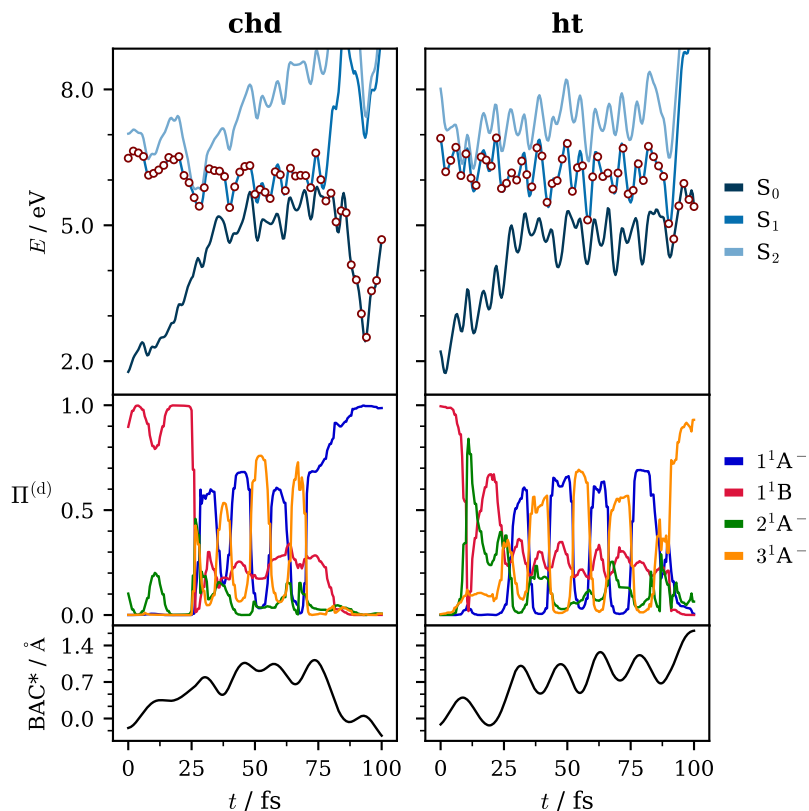 chd ht
8.0
5.0
2.0
E / eV
S₀
S₁
S₂
1.0
0.5
0.0
Π⁽ᵈ⁾
1¹A⁻
1¹B
2¹A⁻
3¹A⁻
1.4
0.7
0.0
BAC* / Å
0 25 50 75 100 0 25 50 75 100
t / fs t / fs